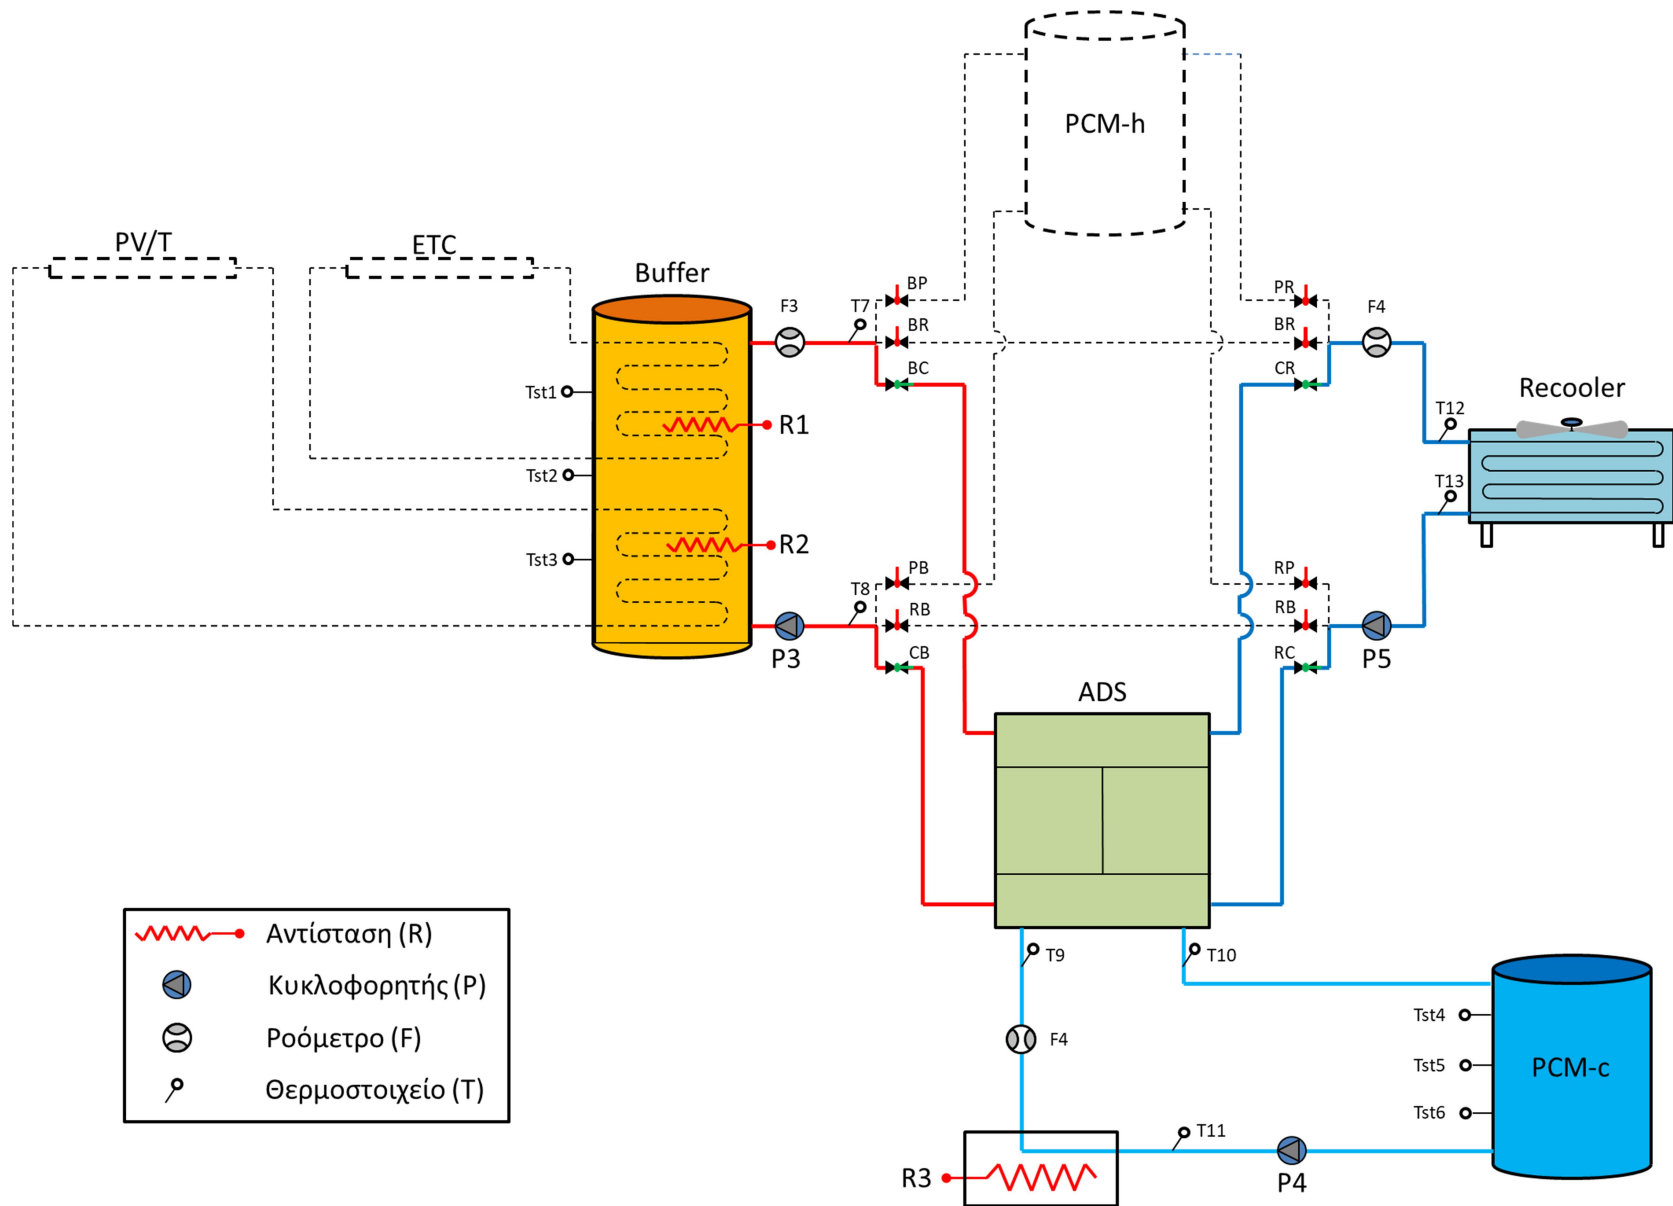 PCM-h
PV/T
ETC
Buffer
F3
T7
BP
BR
BC
PR
BR
CR
F4
Recooler
T12
T13
Tst1
R1
Tst2
R2
Tst3
T8
PB
RB
CB
P3
RP
RB
RC
P5
ADS
Αντίσταση (R)
Κυκλοφορητής (P)
Ροόμετρο (F)
Θερμοστοιχείο (T)
T9
T10
F4
Tst4
Tst5
Tst6
PCM-c
T11
R3
P4